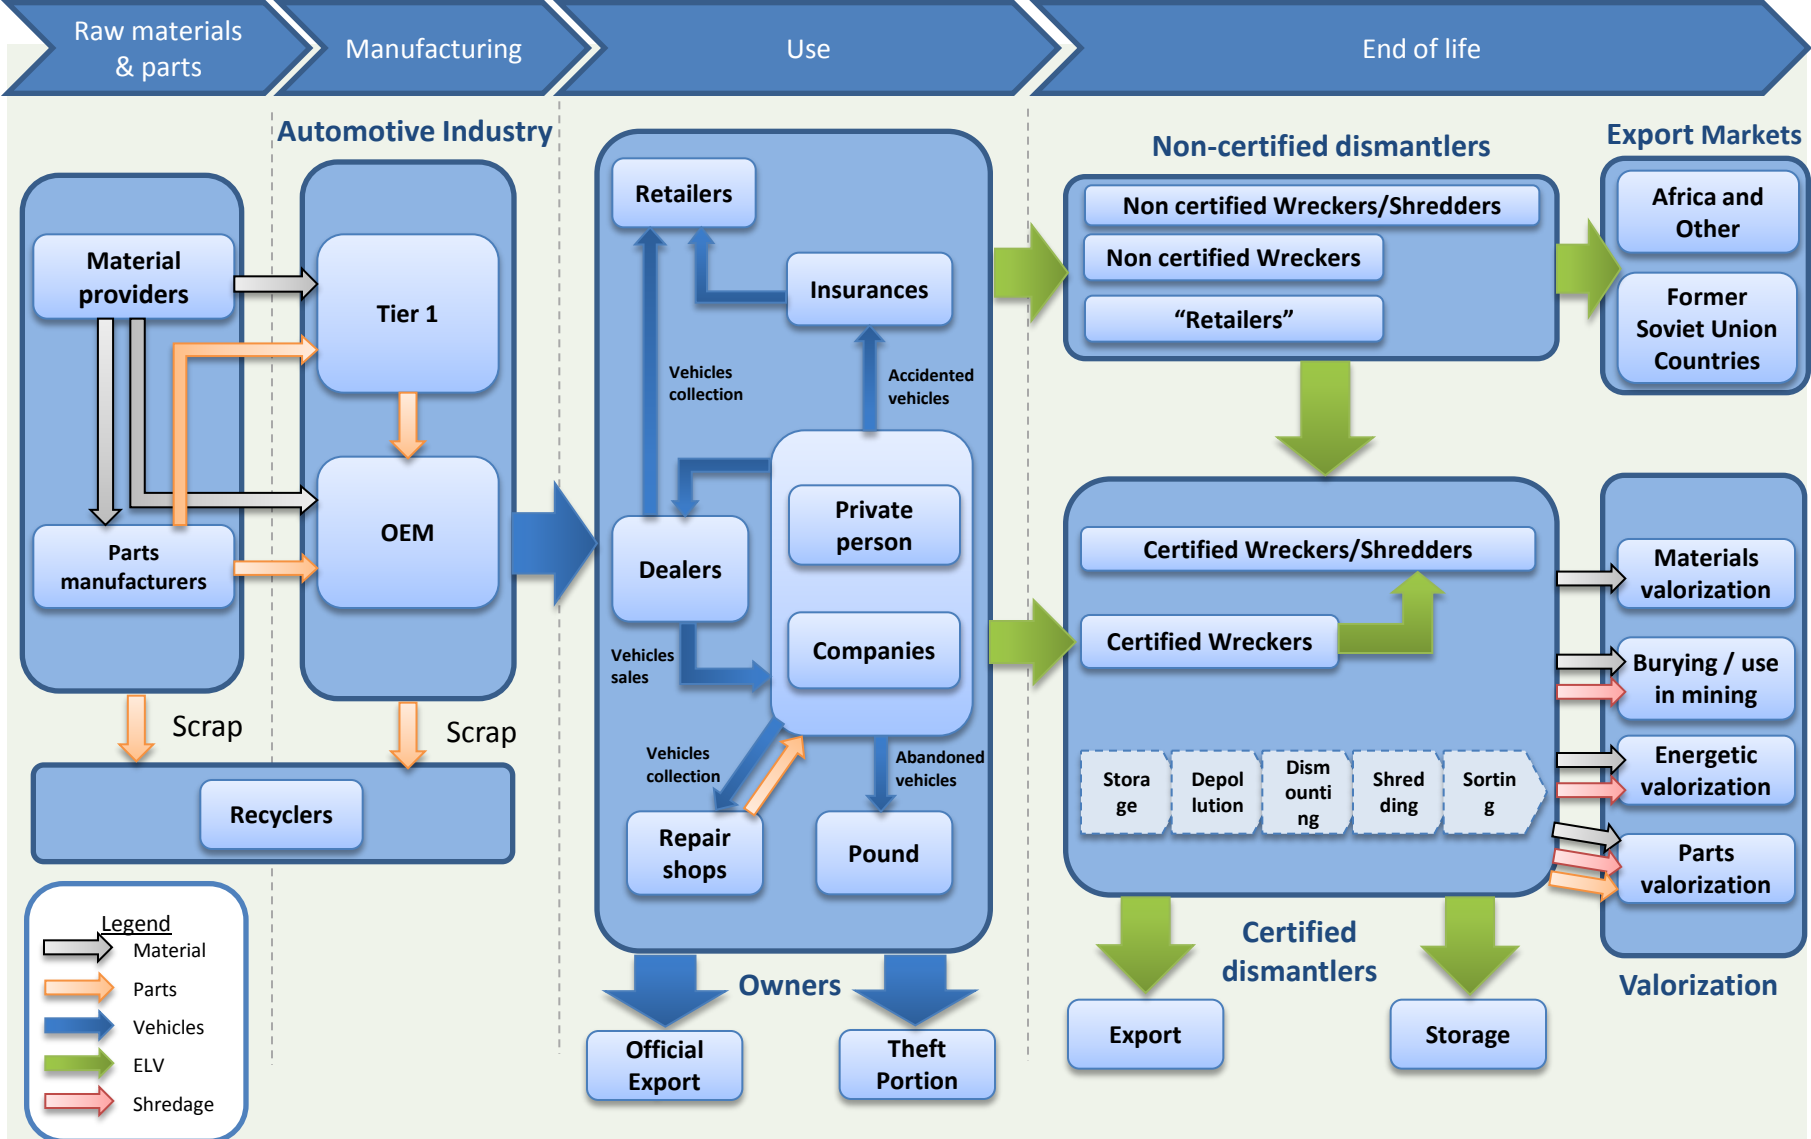 Raw materials
& parts
Manufacturing
Use
End of life
Automotive Industry
Material
providers
Parts
manufacturers
Tier 1
OEM
Scrap
Scrap
Recyclers
Legend
Material
Parts
Vehicles
ELV
Shredage
Retailers
Insurances
Vehicles
collection
Accidented
vehicles
Private
person
Dealers
Companies
Vehicles
sales
Vehicles
collection
Abandoned
vehicles
Repair
shops
Pound
Owners
Official
Export
Theft
Portion
Non-certified dismantlers
Non certified Wreckers/Shredders
Non certified Wreckers
“Retailers”
Export Markets
Africa and
Other
Former
Soviet Union
Countries
Certified Wreckers/Shredders
Certified Wreckers
Stora
ge
Depol
lution
Dism
ounti
ng
Shred
ding
Sortin
g
Certified
dismantlers
Export
Storage
Materials
valorization
Burying / use
in mining
Energetic
valorization
Parts
valorization
Valorization